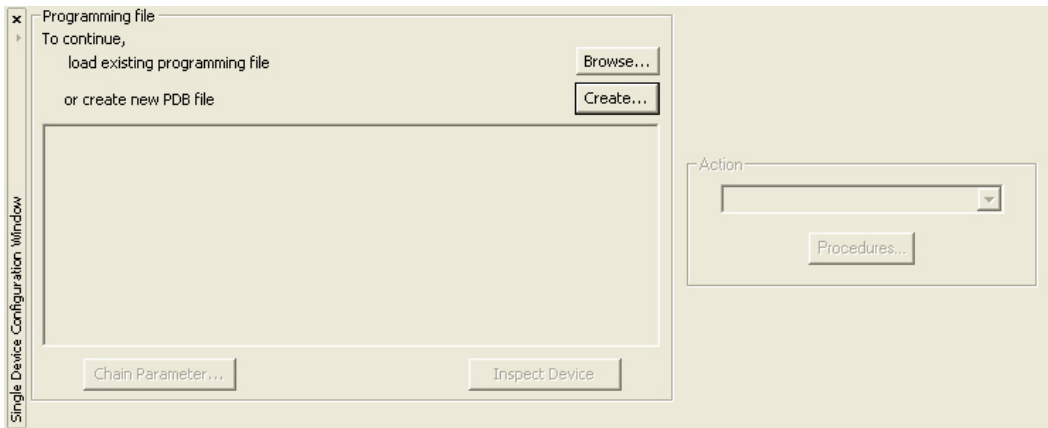 Programming file
To continue,
load existing programming file
Browse...
or create new PDB file
Create...
Action
Procedures...
Single Device Configuration Window
Chain Parameter...
Inspect Device